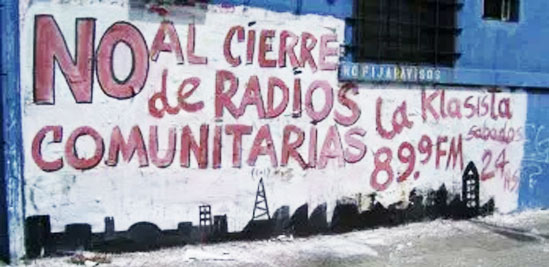 NO AL CIERRE
de RADIOS
COMUNITARIAS
NO FIJAR AVISOS
La Klasista
89.9 FM
sabados
24 HS